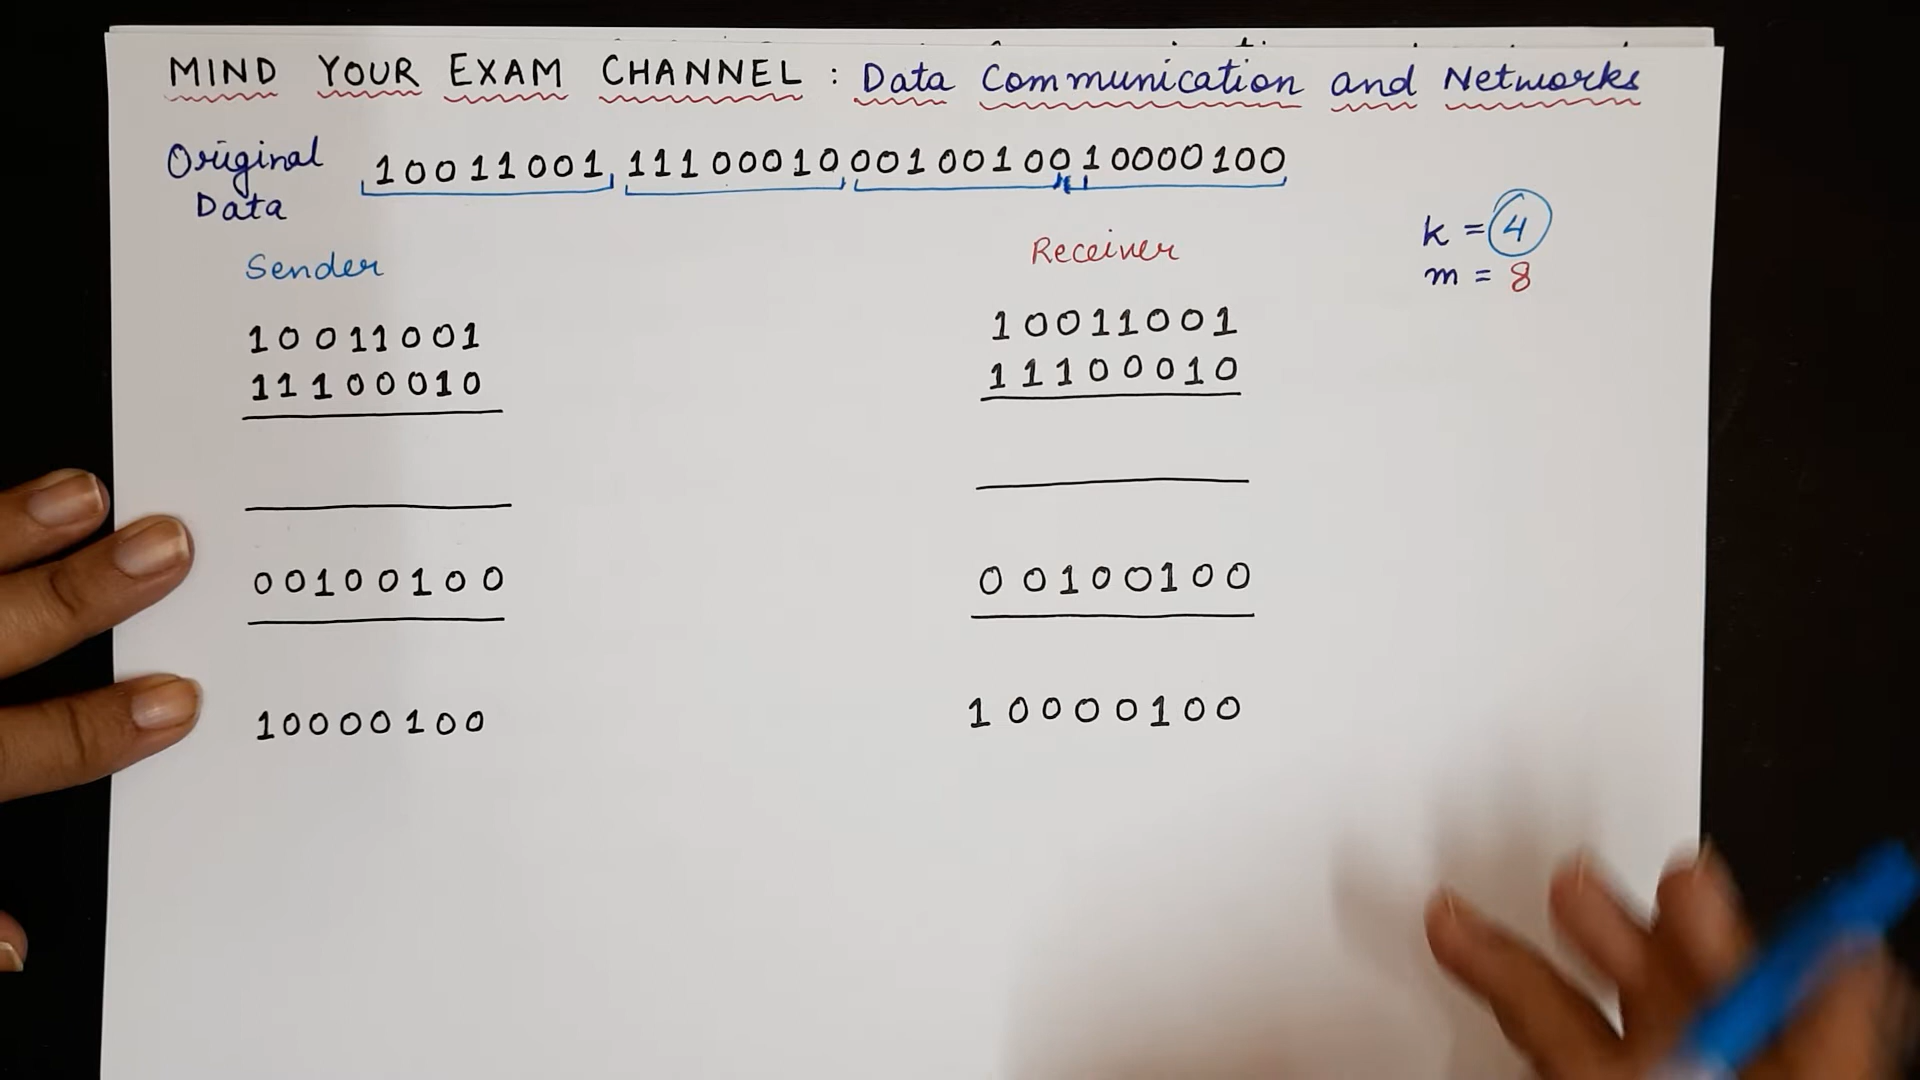 MIND YOUR EXAM CHANNEL : Data Communication and Networks
Original Data
10011001 11100010 00100100 10000100
k = 4
m = 8
Sender
10011001
11100010
00100100
10000100
Receiver
10011001
11100010
00100100
10000100